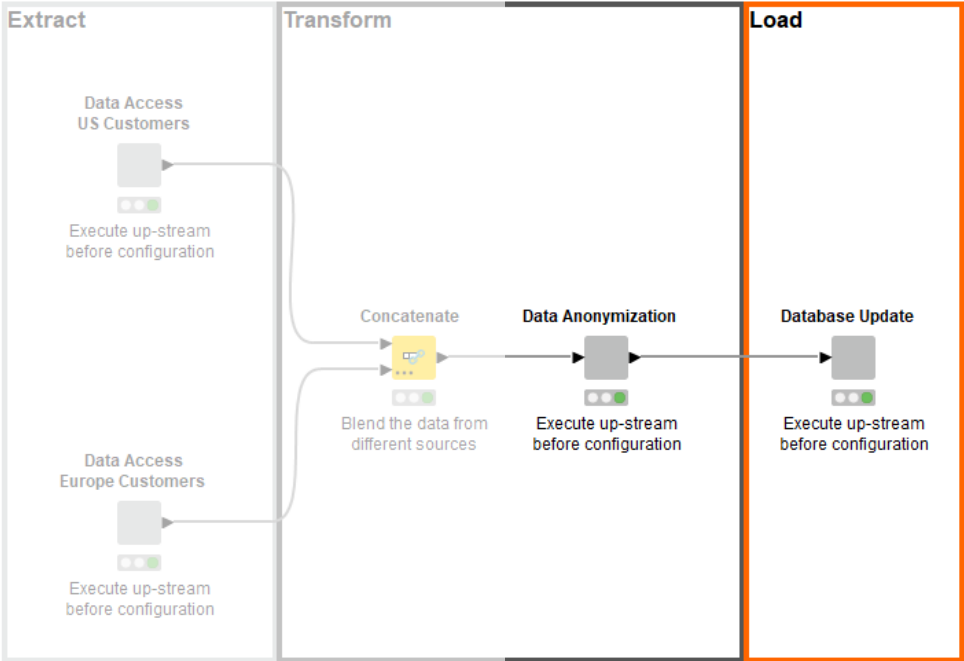 Extract
Transform
Load
Data Access
US Customers
Execute up-stream
before configuration
Concatenate
Blend the data from
different sources
Data Anonymization
Execute up-stream
before configuration
Database Update
Execute up-stream
before configuration
Data Access
Europe Customers
Execute up-stream
before configuration